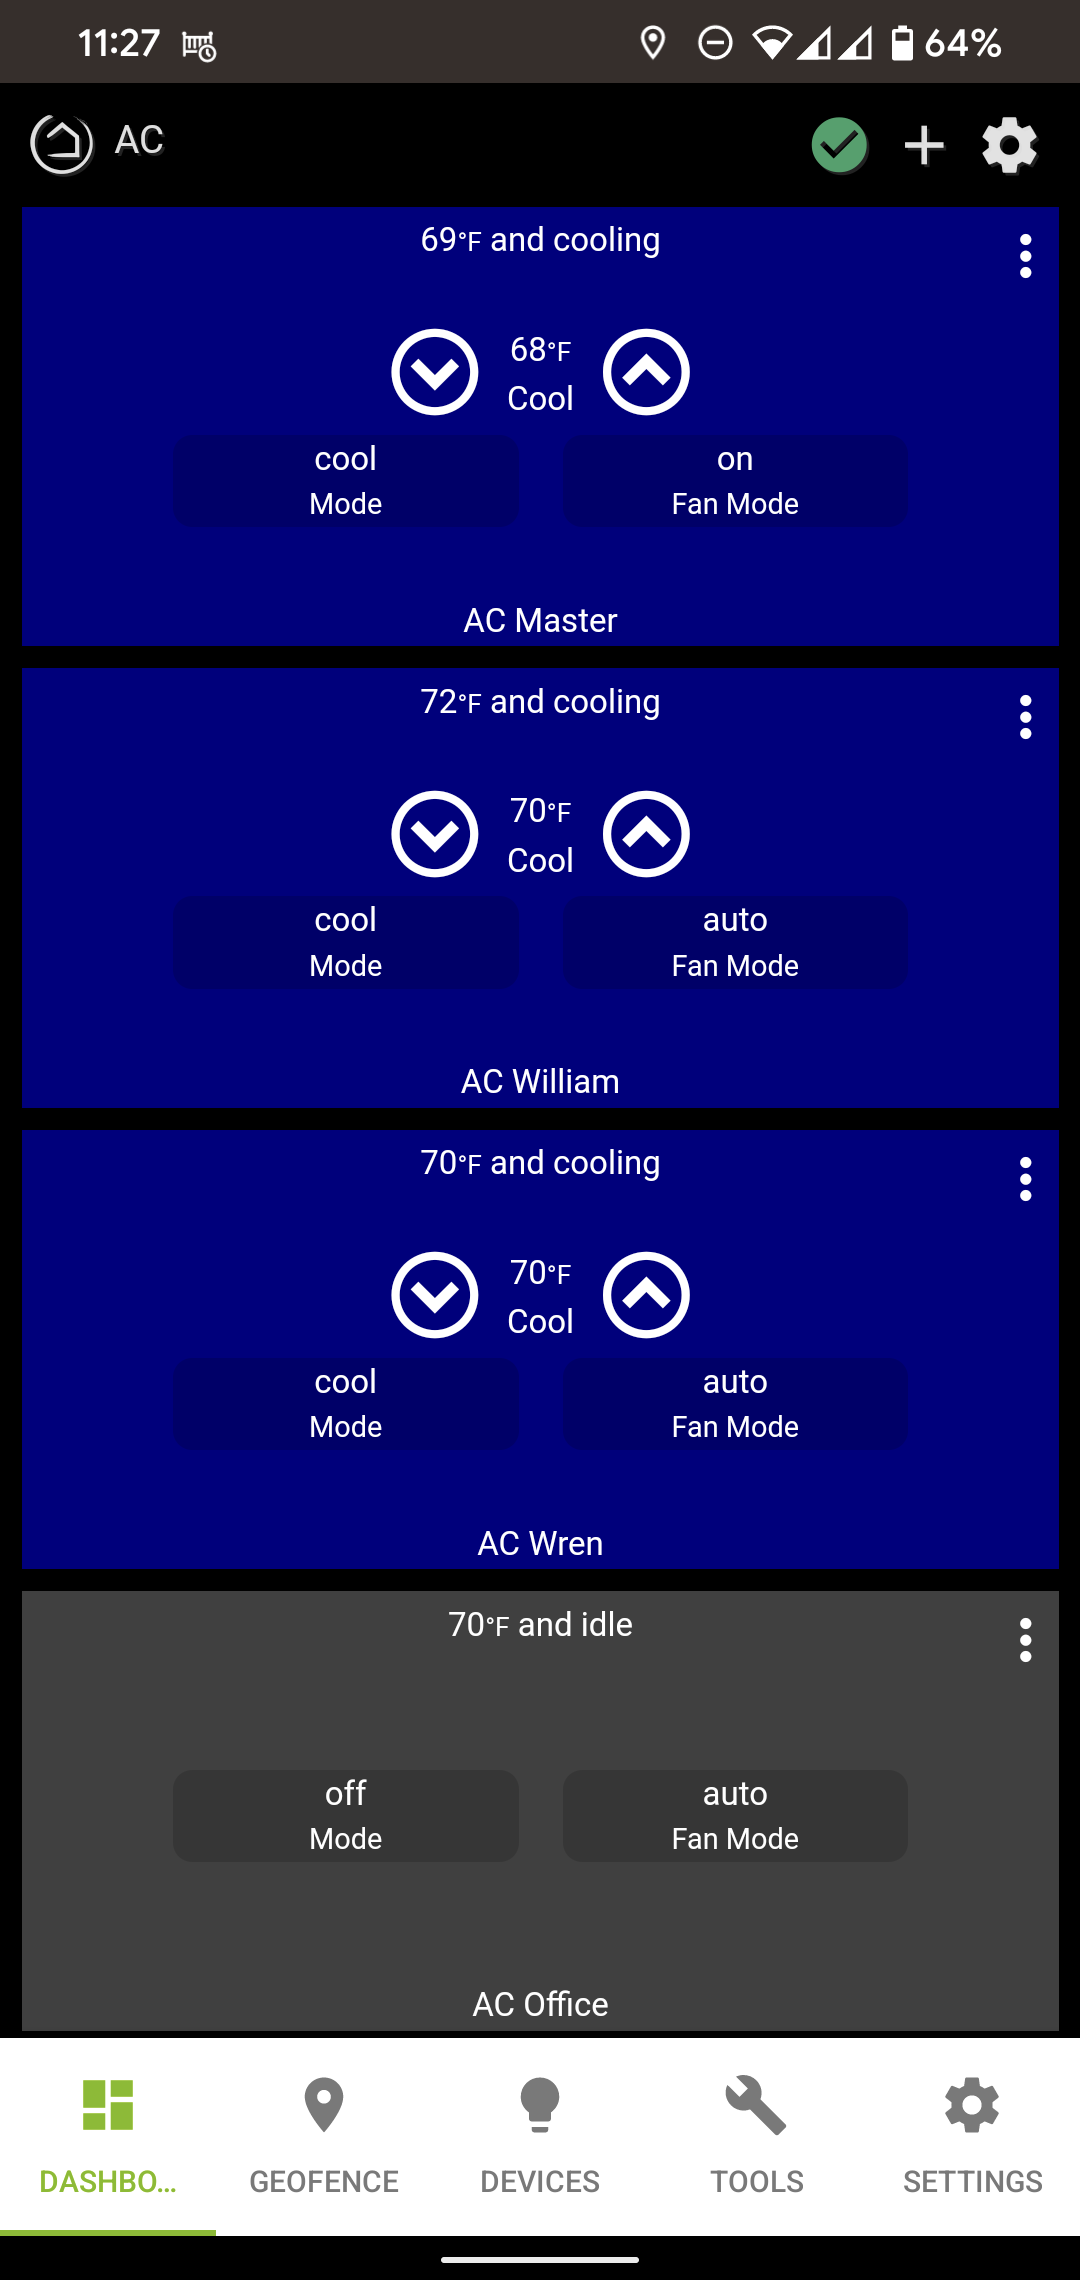 11:27 64%
AC
69°F and cooling
68°F
Cool
cool on
Mode Fan Mode
AC Master
72°F and cooling
70°F
Cool
cool auto
Mode Fan Mode
AC William
70°F and cooling
70°F
Cool
cool auto
Mode Fan Mode
AC Wren
70°F and idle
off auto
Mode Fan Mode
AC Office
DASHBO... GEOFENCE DEVICES TOOLS SETTINGS